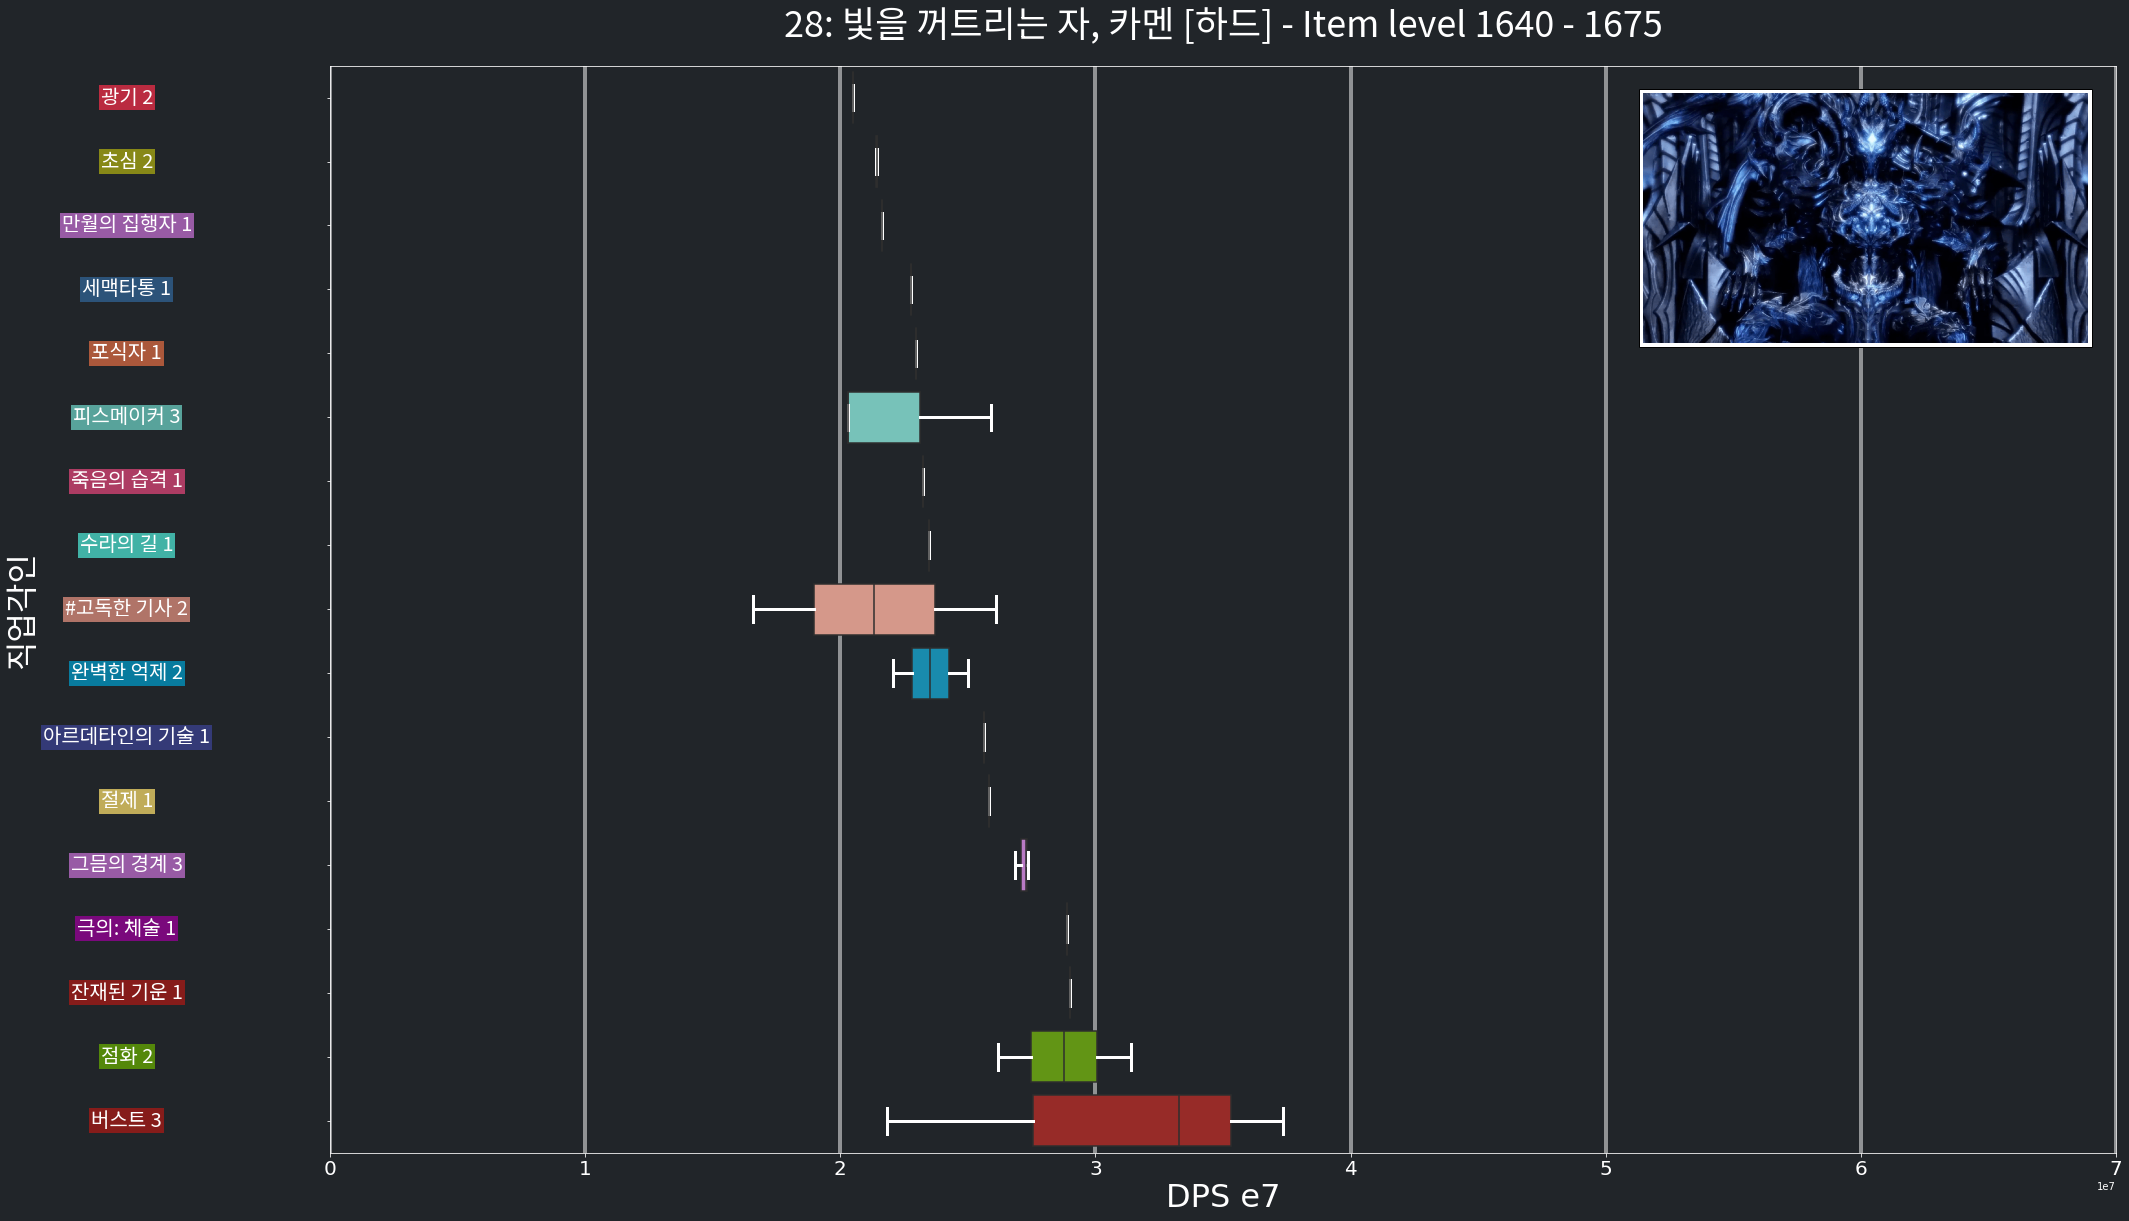 28: 빛을 꺼트리는 자, 카멘 [하드] - Item level 1640 - 1675
직업각인
광기 2
초심 2
만월의 집행자 1
세맥타통 1
포식자 1
피스메이커 3
죽음의 습격 1
수라의 길 1
#고독한 기사 2
완벽한 억제 2
아르데타인의 기술 1
절제 1
그믐의 경계 3
극의: 체술 1
잔재된 기운 1
점화 2
버스트 3
0 1 2 3 4 5 6 7
1e7
DPS e7